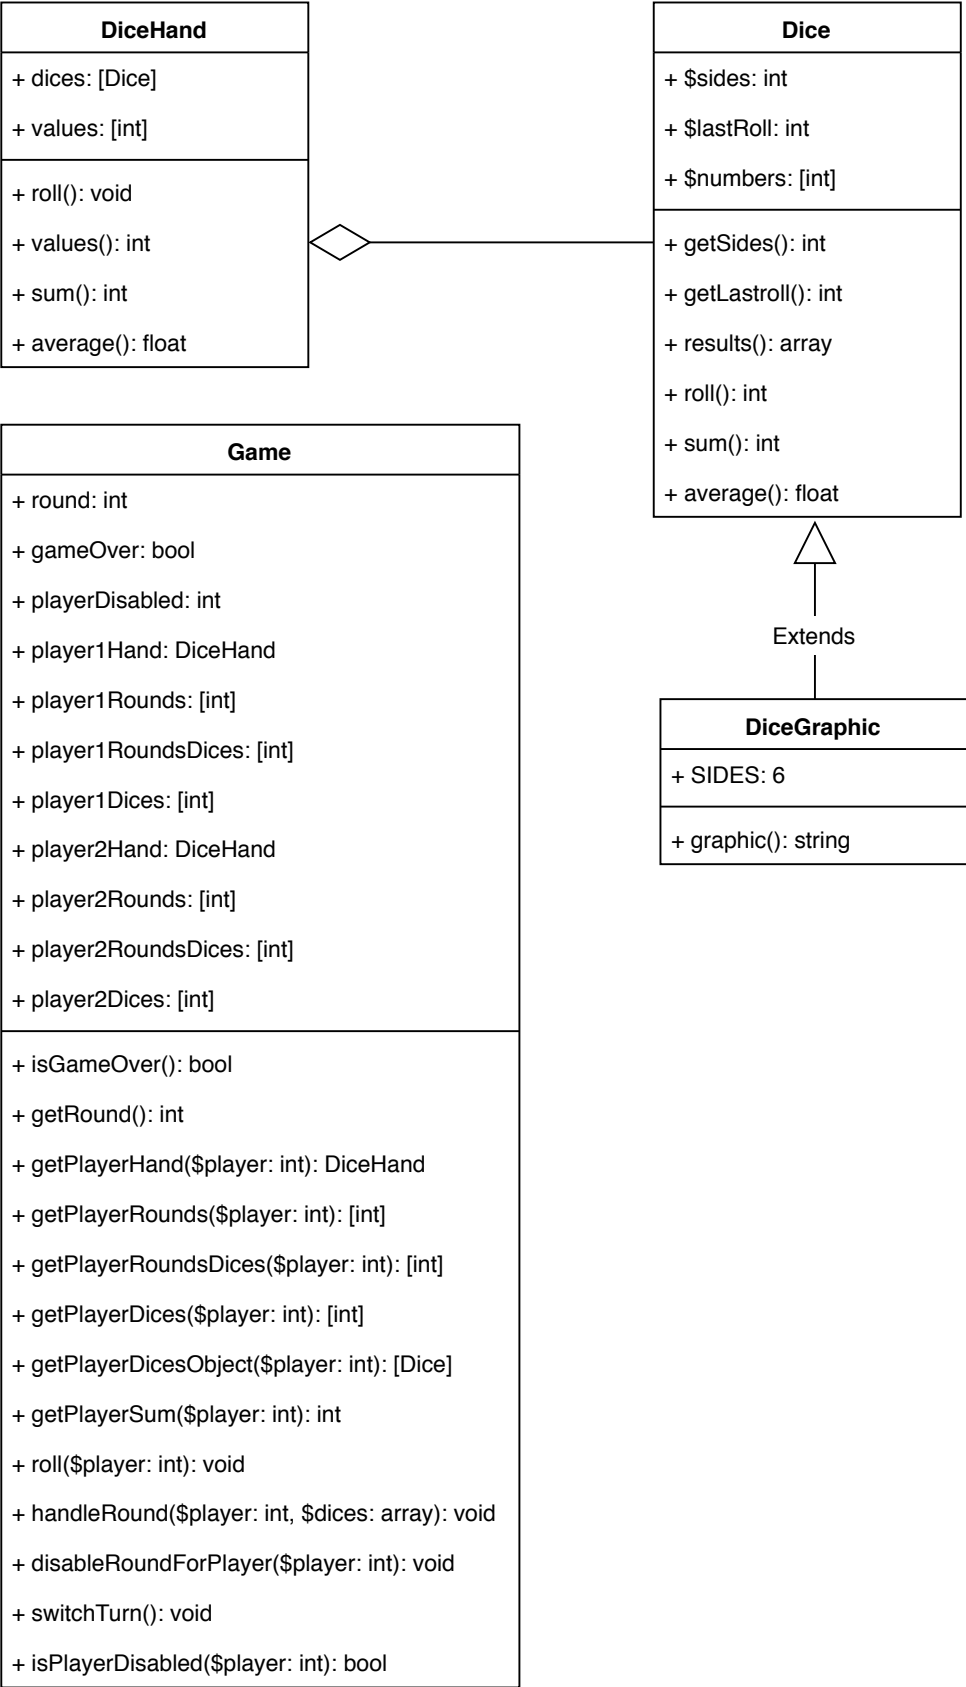 DiceHand
+ dices: [Dice]
+ values: [int]
+ roll(): void
+ values(): int
+ sum(): int
+ average(): float
Dice
+ $sides: int
+ $lastRoll: int
+ $numbers: [int]
+ getSides(): int
+ getLastroll(): int
+ results(): array
+ roll(): int
+ sum(): int
+ average(): float
Extends
DiceGraphic
+ SIDES: 6
+ graphic(): string
Game
+ round: int
+ gameOver: bool
+ playerDisabled: int
+ player1Hand: DiceHand
+ player1Rounds: [int]
+ player1RoundsDices: [int]
+ player1Dices: [int]
+ player2Hand: DiceHand
+ player2Rounds: [int]
+ player2RoundsDices: [int]
+ player2Dices: [int]
+ isGameOver(): bool
+ getRound(): int
+ getPlayerHand($player: int): DiceHand
+ getPlayerRounds($player: int): [int]
+ getPlayerRoundsDices($player: int): [int]
+ getPlayerDices($player: int): [int]
+ getPlayerDicesObject($player: int): [Dice]
+ getPlayerSum($player: int): int
+ roll($player: int): void
+ handleRound($player: int, $dices: array): void
+ disableRoundForPlayer($player: int): void
+ switchTurn(): void
+ isPlayerDisabled($player: int): bool